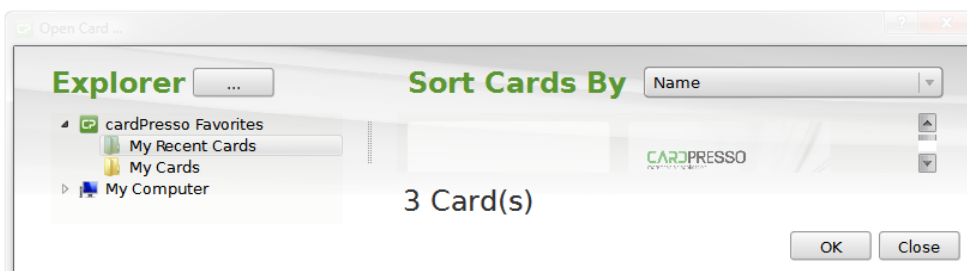 Open Card ...
Explorer ...
Sort Cards By Name
cardPresso Favorites
My Recent Cards
My Cards
My Computer
CARDPRESSO
3 Card(s)
OK Close